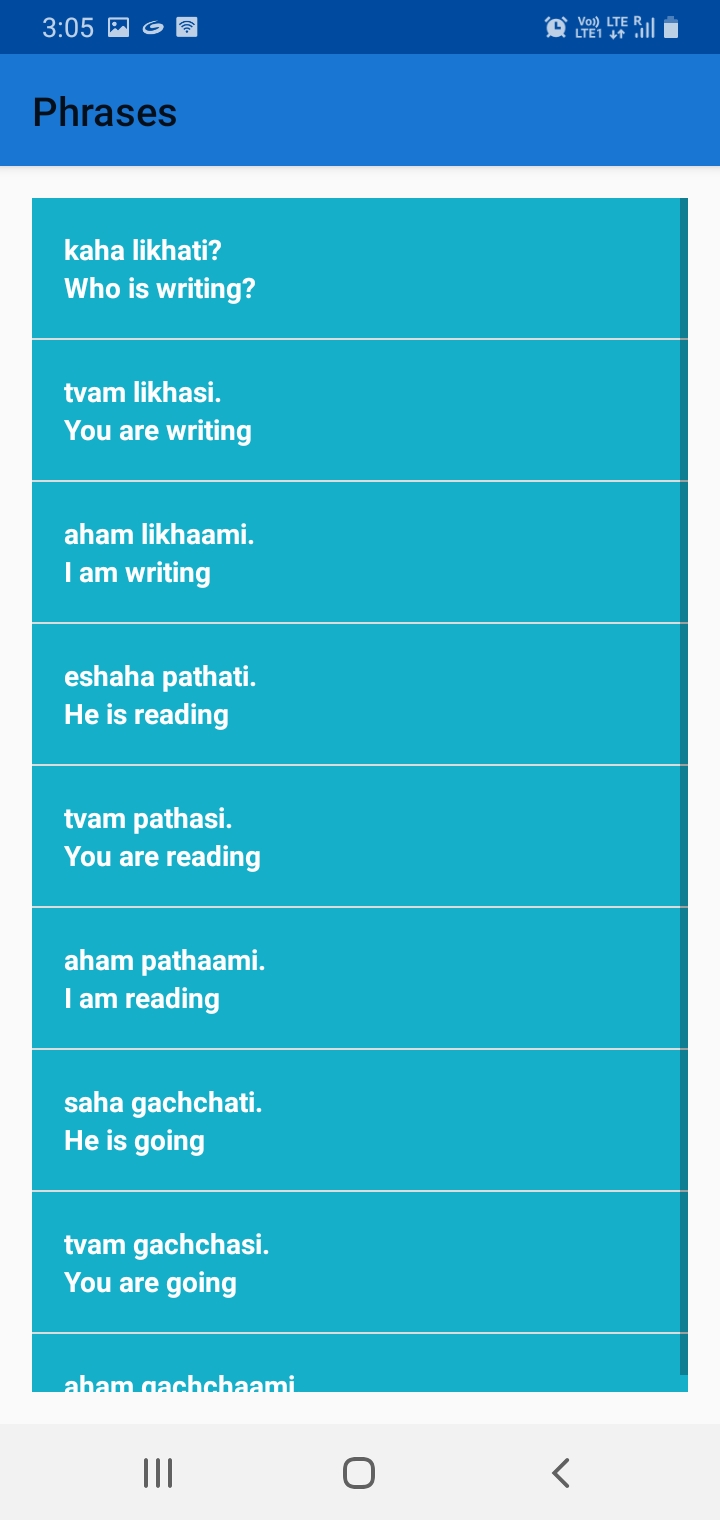 3:05
Vo)) LTE R
LTE1
Phrases
kaha likhati?
Who is writing?
tvam likhasi.
You are writing
aham likhaami.
I am writing
eshaha pathati.
He is reading
tvam pathasi.
You are reading
aham pathaami.
I am reading
saha gachchati.
He is going
tvam gachchasi.
You are going
aham gachchaami